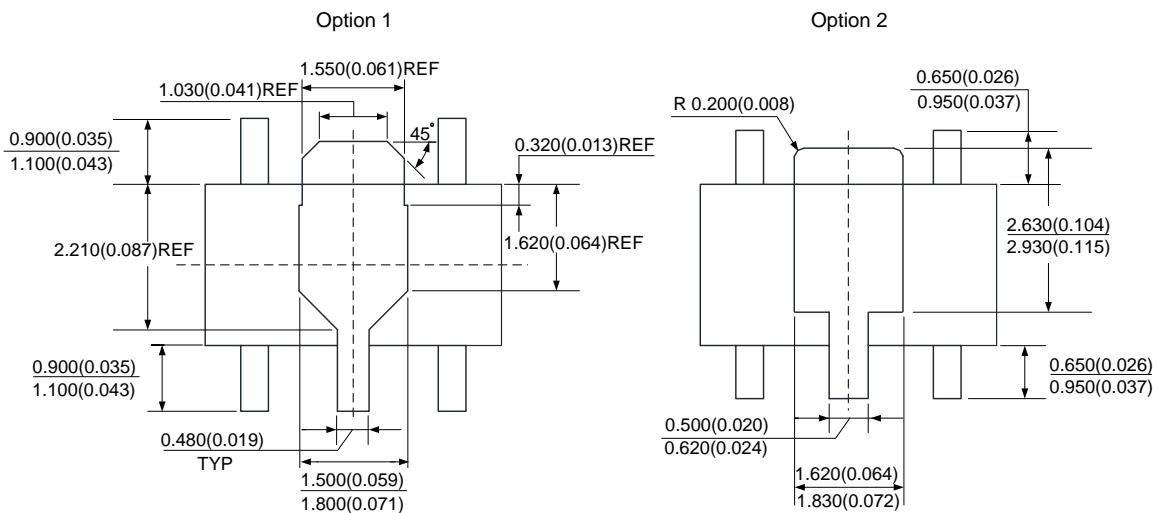 Option 1
Option 2
1.550(0.061)REF
1.030(0.041)REF
0.900(0.035)
1.100(0.043)
45°
0.320(0.013)REF
2.210(0.087)REF
1.620(0.064)REF
0.900(0.035)
1.100(0.043)
0.480(0.019)
TYP
1.500(0.059)
1.800(0.071)
0.650(0.026)
0.950(0.037)
R 0.200(0.008)
2.630(0.104)
2.930(0.115)
0.650(0.026)
0.950(0.037)
0.500(0.020)
0.620(0.024)
1.620(0.064)
1.830(0.072)